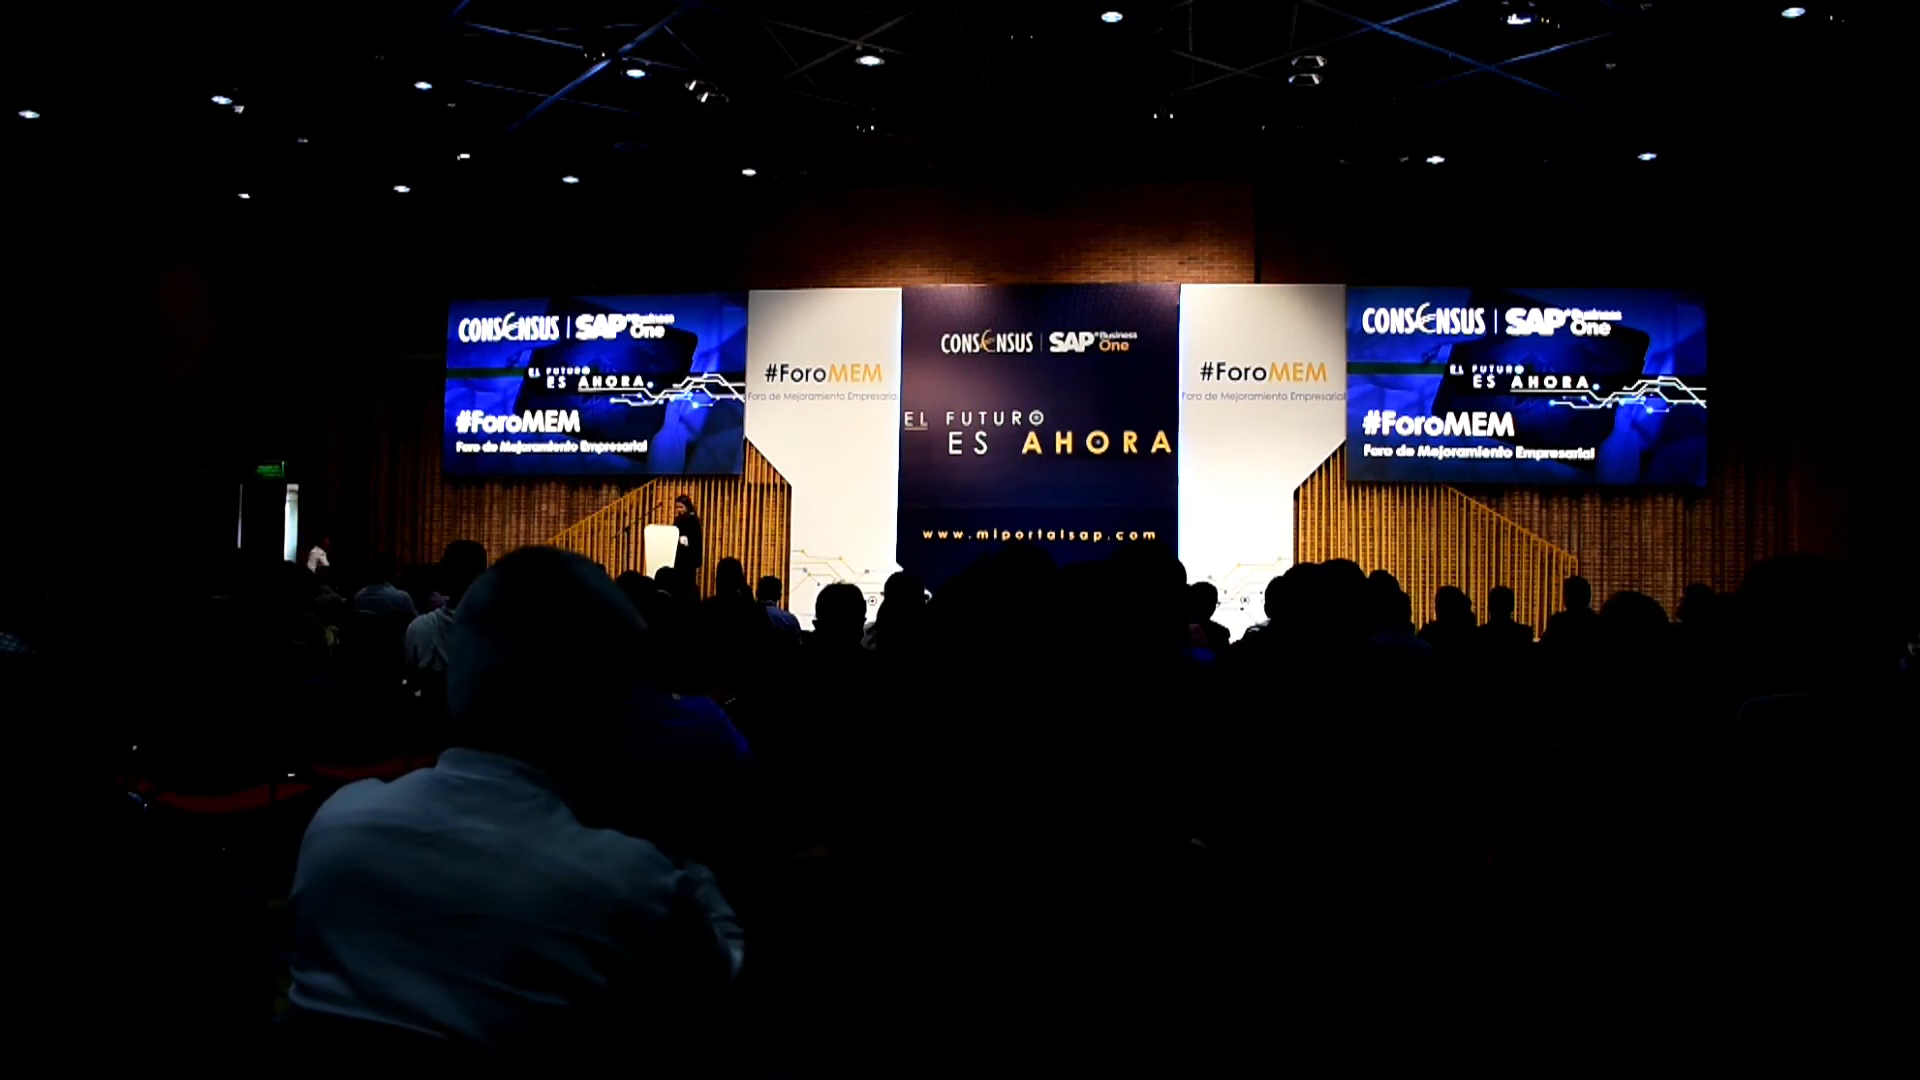 CONSENSUS | SAP Business One
EL FUTURO
ES AHORA.
#ForoMEM
Foro de Mejoramiento Empresarial
#ForoMEM
Foro de Mejoramiento Empresarial
CONSENSUS | SAP Business One
EL FUTURO
ES AHORA
www.miportalsap.com
#ForoMEM
Foro de Mejoramiento Empresarial
CONSENSUS | SAP Business One
EL FUTURO
ES AHORA.
#ForoMEM
Foro de Mejoramiento Empresarial